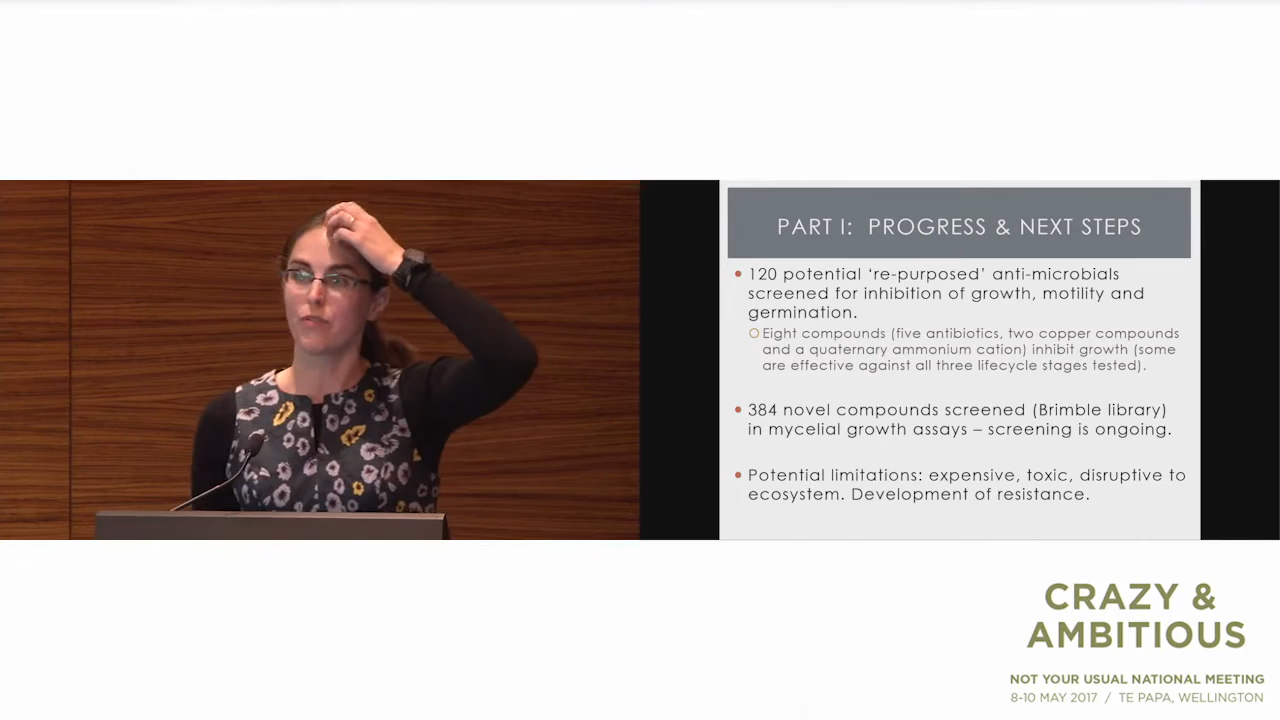 PART I: PROGRESS & NEXT STEPS
• 120 potential ‘re-purposed’ anti-microbials
screened for inhibition of growth, motility and
germination.
○ Eight compounds (five antibiotics, two copper compounds
and a quaternary ammonium cation) inhibit growth (some
are effective against all three lifecycle stages tested).
• 384 novel compounds screened (Brimble library)
in mycelial growth assays – screening is ongoing.
• Potential limitations: expensive, toxic, disruptive to
ecosystem. Development of resistance.
CRAZY &
AMBITIOUS
NOT YOUR USUAL NATIONAL MEETING
8-10 MAY 2017 / TE PAPA, WELLINGTON